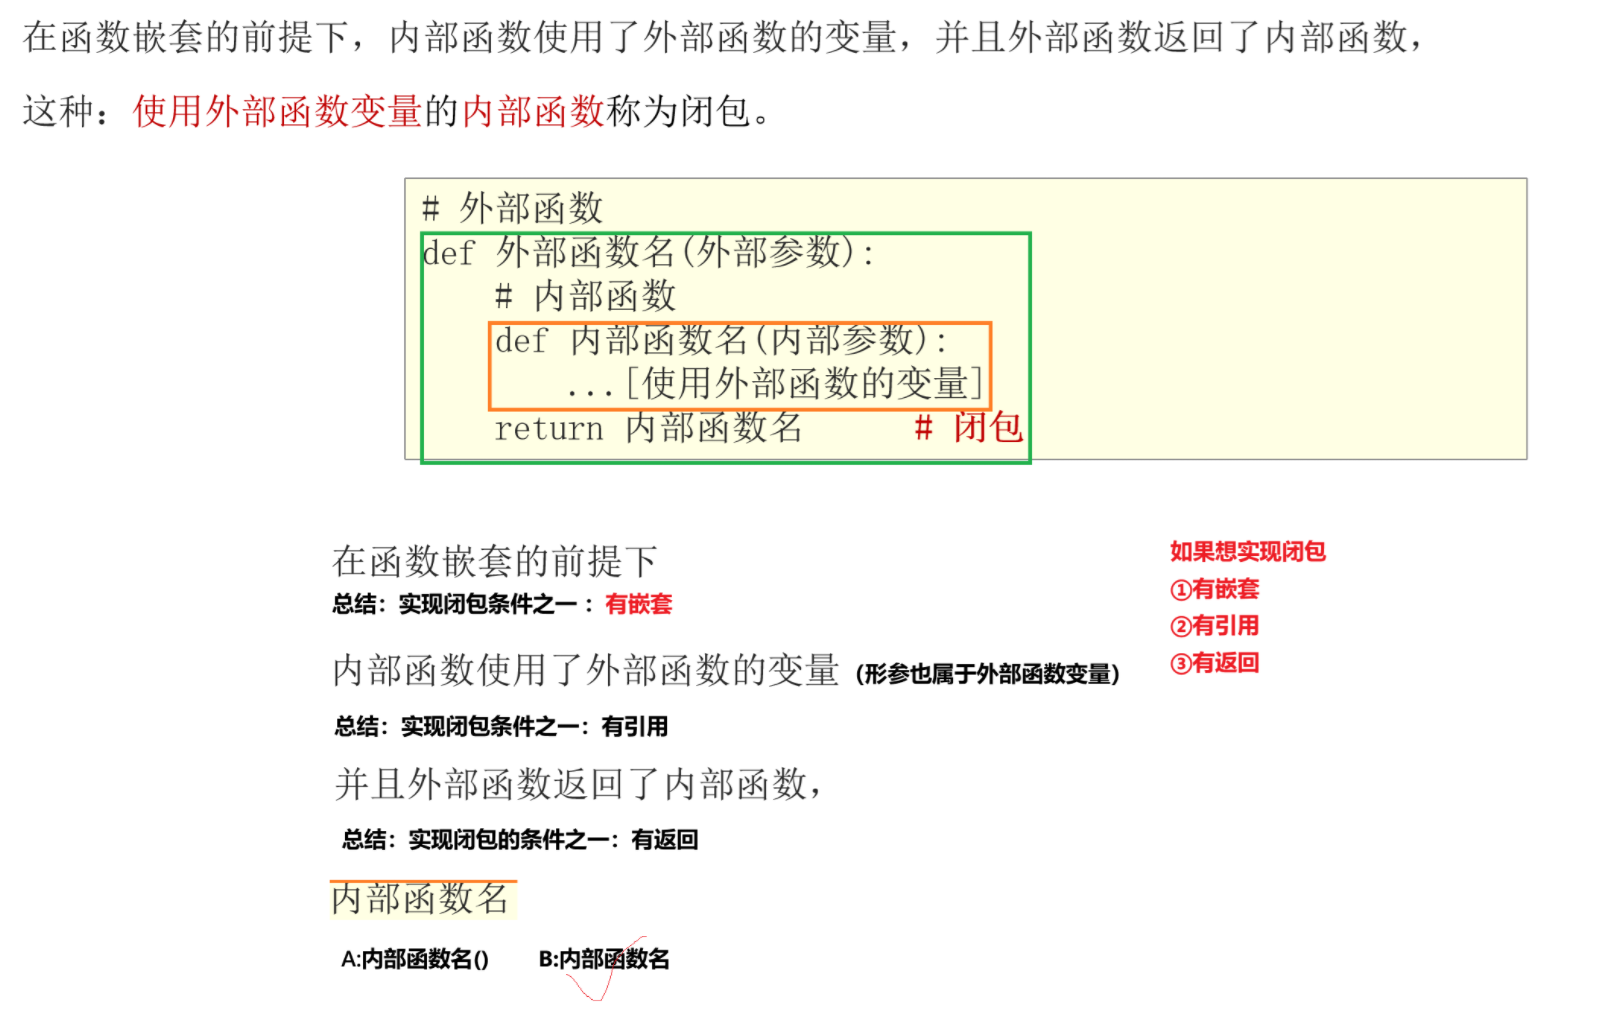 在函数嵌套的前提下，内部函数使用了外部函数的变量，并且外部函数返回了内部函数，
这种：使用外部函数变量的内部函数称为闭包。
# 外部函数
def 外部函数名(外部参数):
    # 内部函数
    def 内部函数名(内部参数):
        ...[使用外部函数的变量]
    return 内部函数名    # 闭包
在函数嵌套的前提下
总结：实现闭包条件之一 ：有嵌套
内部函数使用了外部函数的变量 (形参也属于外部函数变量)
总结：实现闭包条件之一：有引用
并且外部函数返回了内部函数，
总结：实现闭包的条件之一：有返回
内部函数名
A:内部函数名() B:内部函数名
如果想实现闭包
①有嵌套
②有引用
③有返回